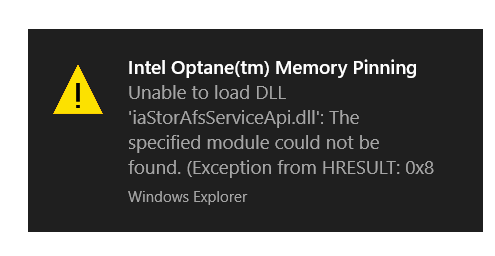 Intel Optane(tm) Memory Pinning
Unable to load DLL
'iaStorAfsServiceApi.dll': The
specified module could not be
found. (Exception from HRESULT: 0x8
Windows Explorer